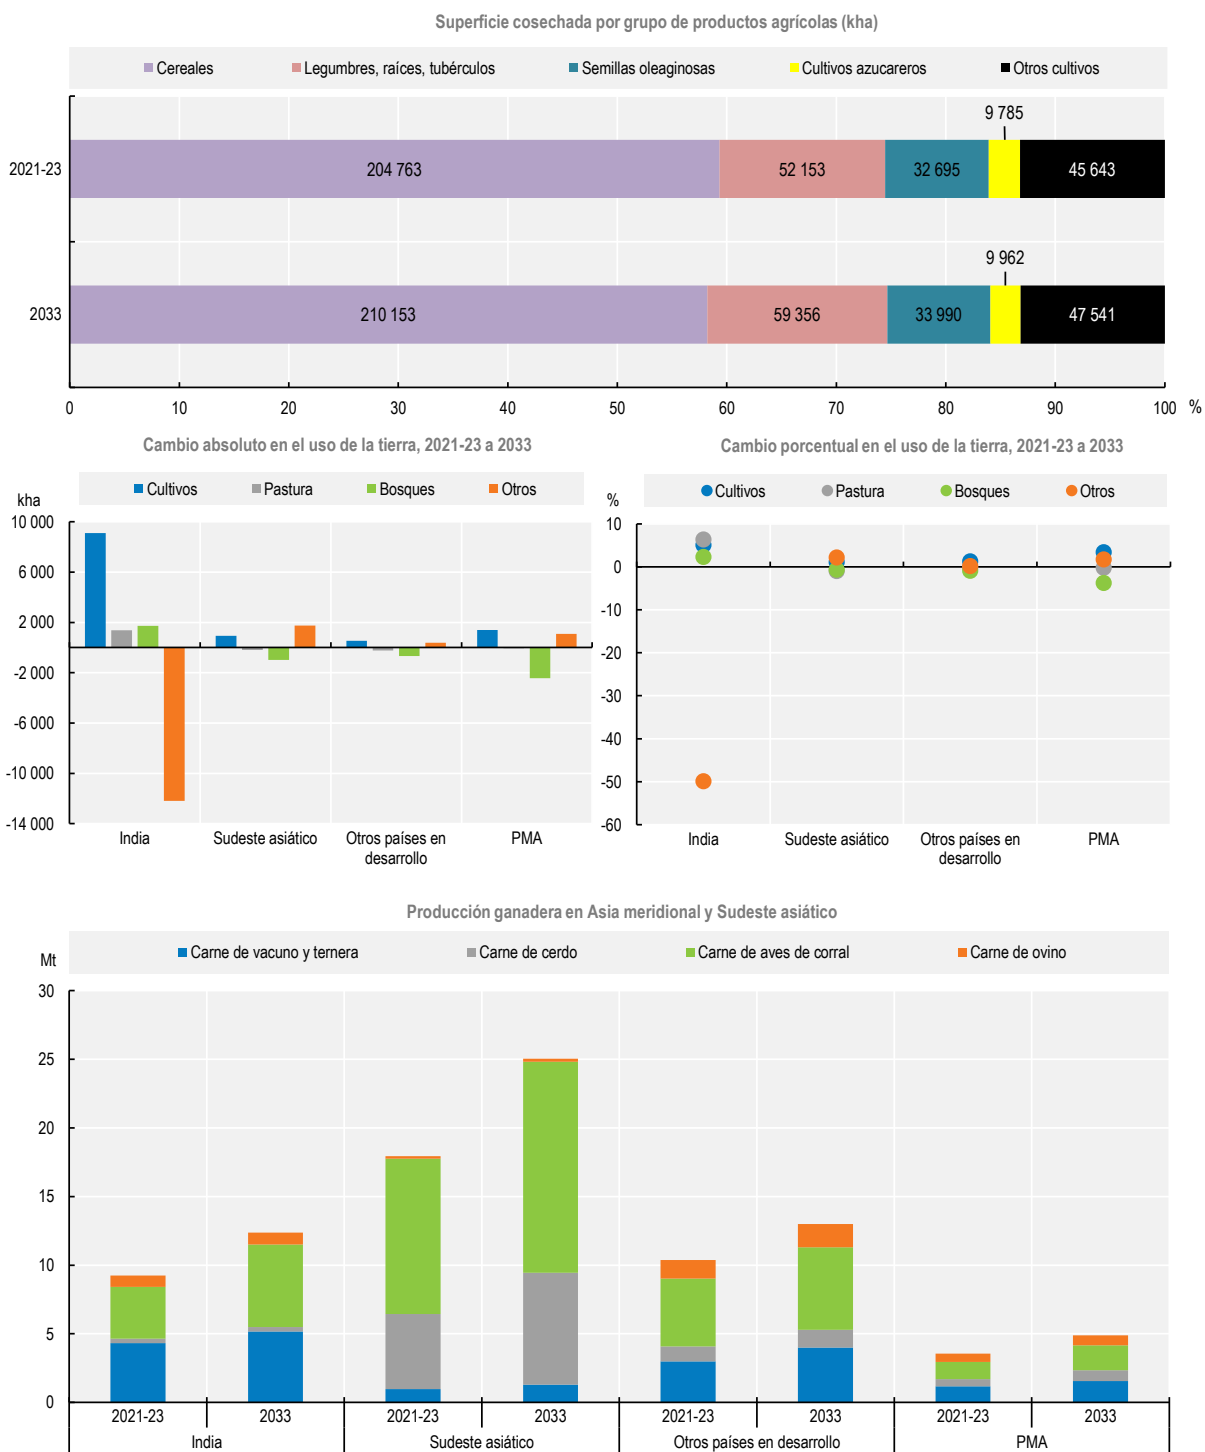 Superficie cosechada por grupo de productos agrícolas (kha)
Cereales Legumbres, raíces, tubérculos Semillas oleaginosas Cultivos azucareros Otros cultivos
9 785
2021-23 204 763 52 153 32 695 45 643
9 962
2033 210 153 59 356 33 990 47 541
0 10 20 30 40 50 60 70 80 90 100 %
Cambio absoluto en el uso de la tierra, 2021-23 a 2033
kha
Cultivos Pastura Bosques Otros
10 000
6 000
2 000
-2 000
-6 000
-10 000
-14 000
India Sudeste asiático Otros países en PMA
desarrollo
Cambio porcentual en el uso de la tierra, 2021-23 a 2033
%
Cultivos Pastura Bosques Otros
10
0
-10
-20
-30
-40
-50
-60
India Sudeste asiático Otros países en PMA
desarrollo
Producción ganadera en Asia meridional y Sudeste asiático
Mt
Carne de vacuno y ternera Carne de cerdo Carne de aves de corral Carne de ovino
30
25
20
15
10
5
0
2021-23 2033 2021-23 2033 2021-23 2033 2021-23 2033
India Sudeste asiático Otros países en desarrollo PMA